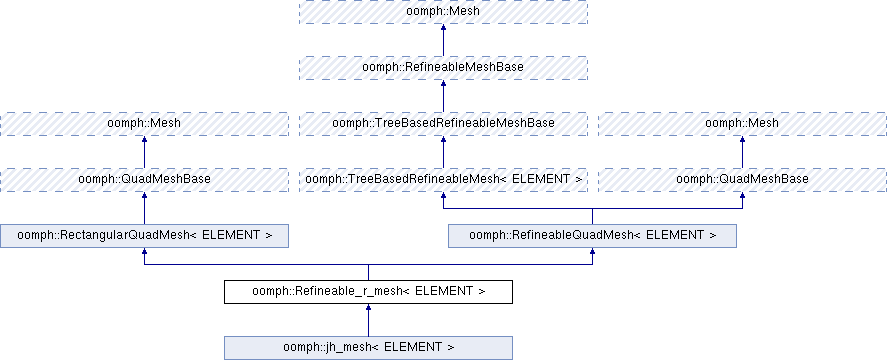 oomph::Mesh
oomph::RefineableMeshBase
oomph::Mesh
oomph::TreeBasedRefineableMeshBase
oomph::Mesh
oomph::QuadMeshBase
oomph::TreeBasedRefineableMesh< ELEMENT >
oomph::QuadMeshBase
oomph::RectangularQuadMesh< ELEMENT >
oomph::RefineableQuadMesh< ELEMENT >
oomph::Refineable_r_mesh< ELEMENT >
oomph::jh_mesh< ELEMENT >